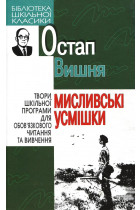 БІБЛІОТЕКА
ШКІЛЬНОЇ
КЛАСИКИ
Остап
Вишня
МИСЛИВСЬКІ
УСМІШКИ
ТВОРИ
ШКІЛЬНОЇ
ПРОГРАМИ
ДЛЯ
ОБОВ'ЯЗКОВОГО
ЧИТАННЯ
ТА ВИВЧЕННЯ